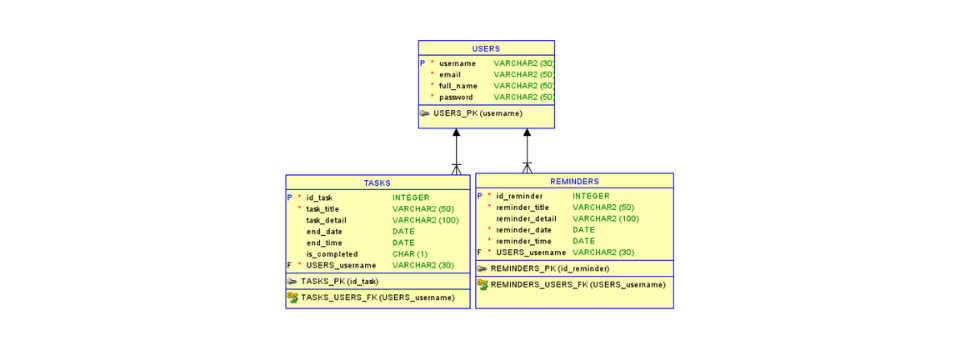 USERS
P * username VARCHAR2 (30)
* email VARCHAR2 (50)
* full_name VARCHAR2 (50)
* password VARCHAR2 (50)
USERS_PK (username)
TASKS
P * id_task INTEGER
* task_title VARCHAR2 (50)
task_detail VARCHAR2 (100)
end_date DATE
end_time DATE
is_completed CHAR (1)
F * USERS_username VARCHAR2 (30)
TASKS_PK (id_task)
TASKS_USERS_FK (USERS_username)
REMINDERS
P * id_reminder INTEGER
* reminder_title VARCHAR2 (50)
reminder_detail VARCHAR2 (100)
* reminder_date DATE
* reminder_time DATE
F * USERS_username VARCHAR2 (30)
REMINDERS_PK (id_reminder)
REMINDERS_USERS_FK (USERS_username)